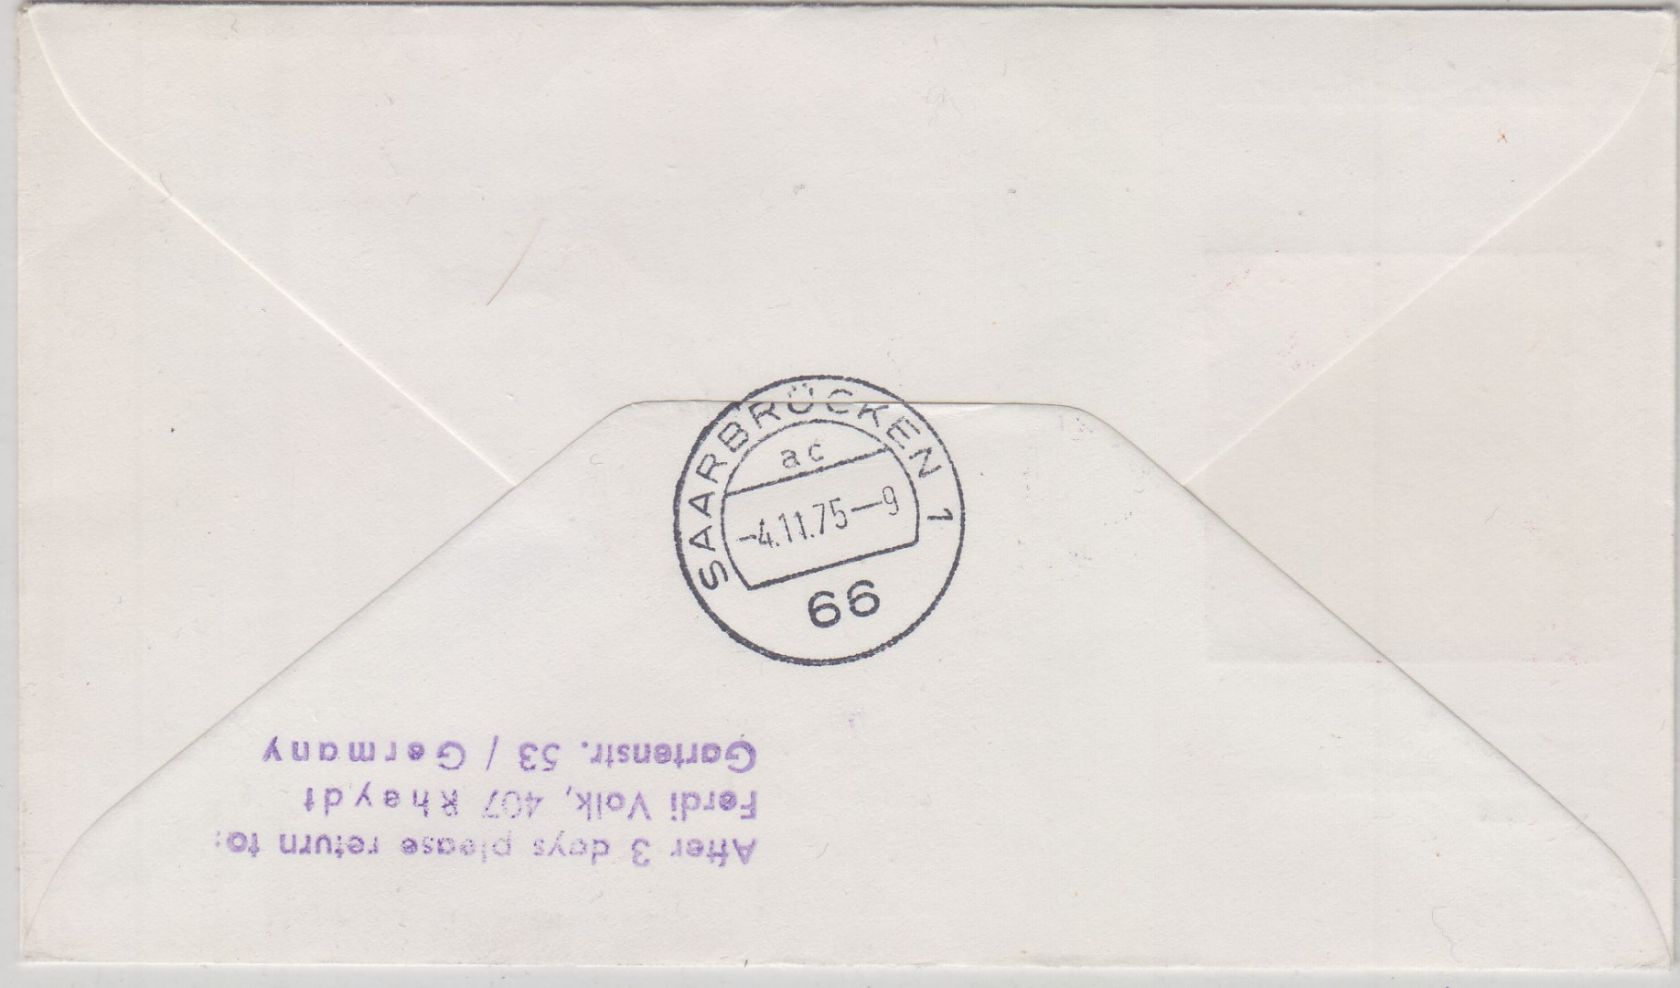 SAARBRÜCKEN 1
ac
-4.11.75-9
66
After 3 days please return to:
Ferdi Volk, 407 Rheydt
Gartenstr. 53 / Germany